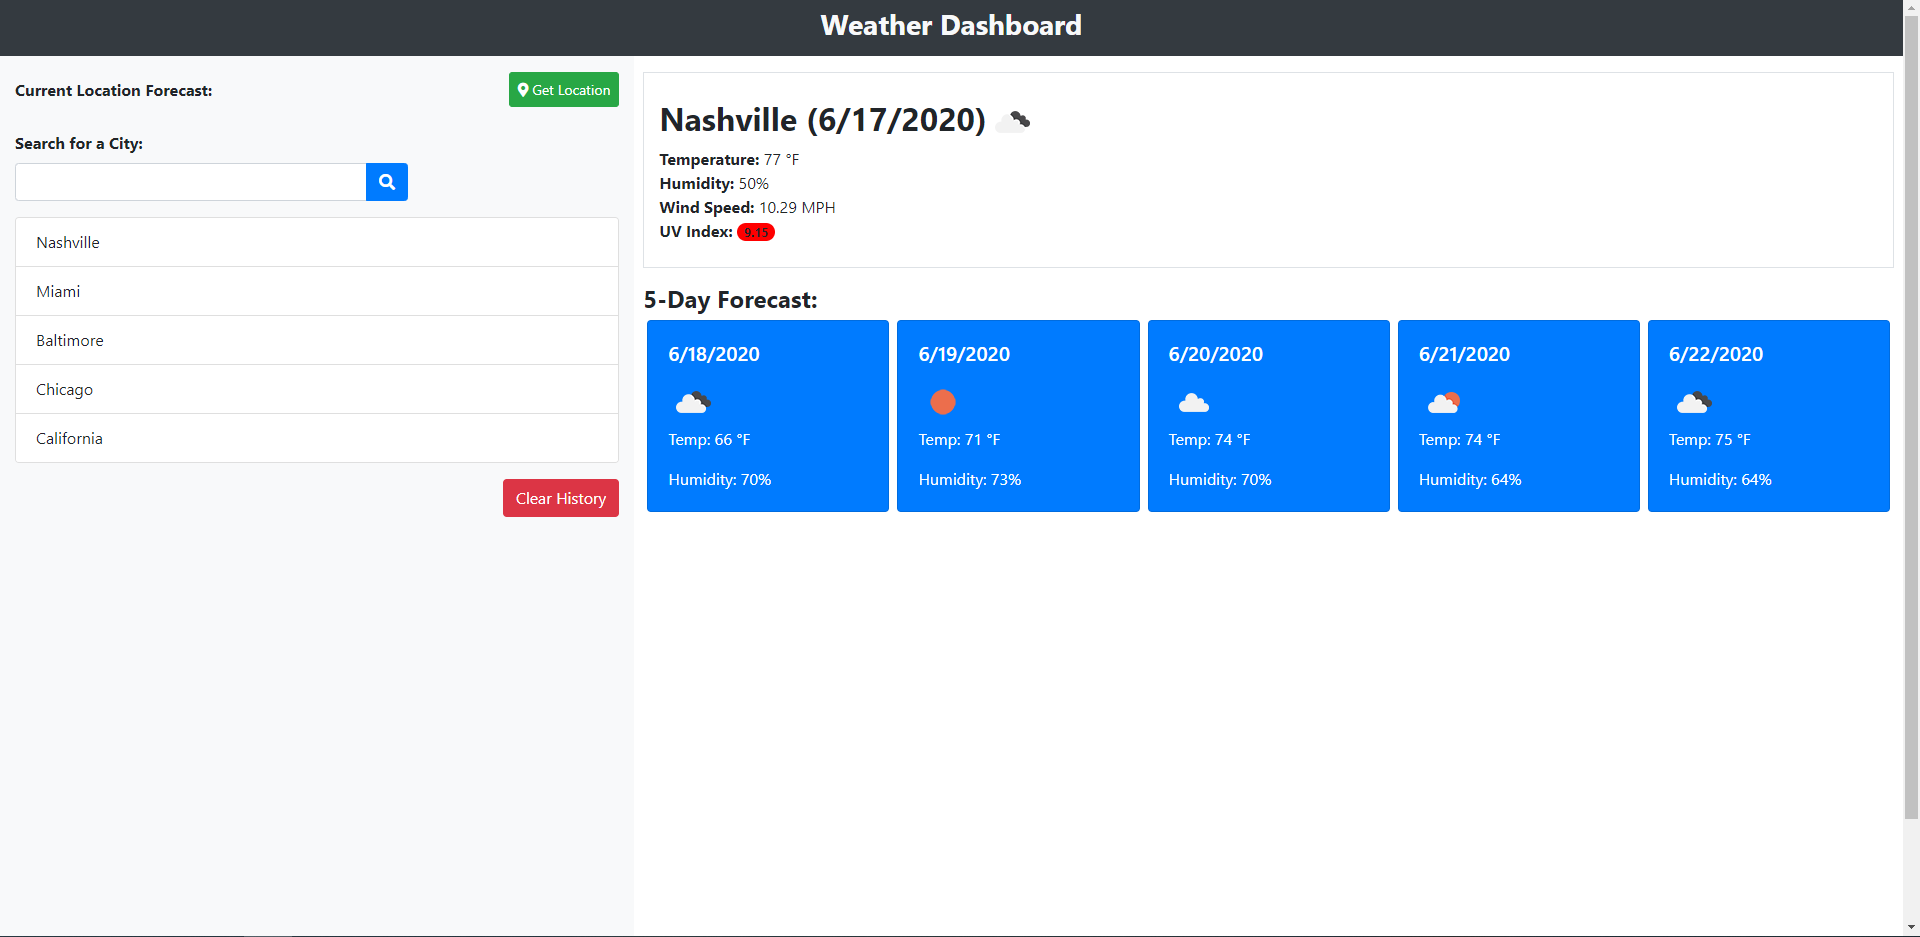 Weather Dashboard
Current Location Forecast:
Get Location
Search for a City:
Nashville
Miami
Baltimore
Chicago
California
Clear History
Nashville (6/17/2020)
Temperature: 77 °F
Humidity: 50%
Wind Speed: 10.29 MPH
UV Index: 9.15
5-Day Forecast:
6/18/2020
Temp: 66 °F
Humidity: 70%
6/19/2020
Temp: 71 °F
Humidity: 73%
6/20/2020
Temp: 74 °F
Humidity: 70%
6/21/2020
Temp: 74 °F
Humidity: 64%
6/22/2020
Temp: 75 °F
Humidity: 64%